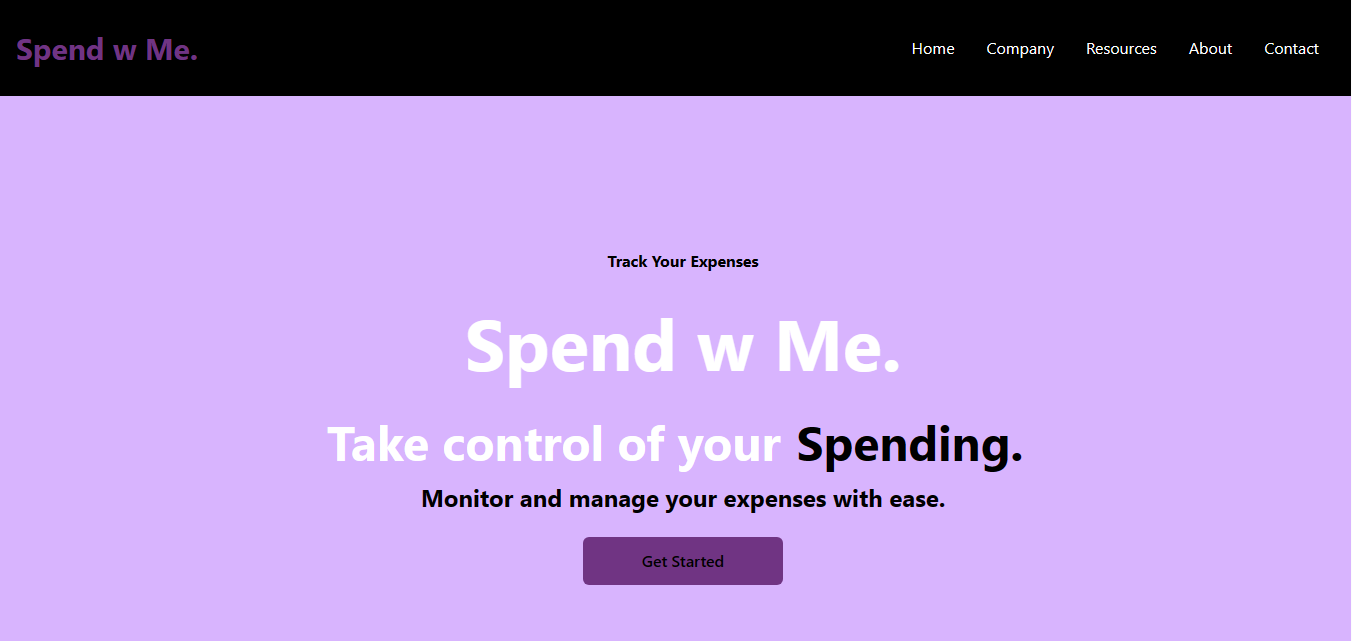 Spend w Me.
Home Company Resources About Contact
Track Your Expenses
Spend w Me.
Take control of your Spending.
Monitor and manage your expenses with ease.
Get Started